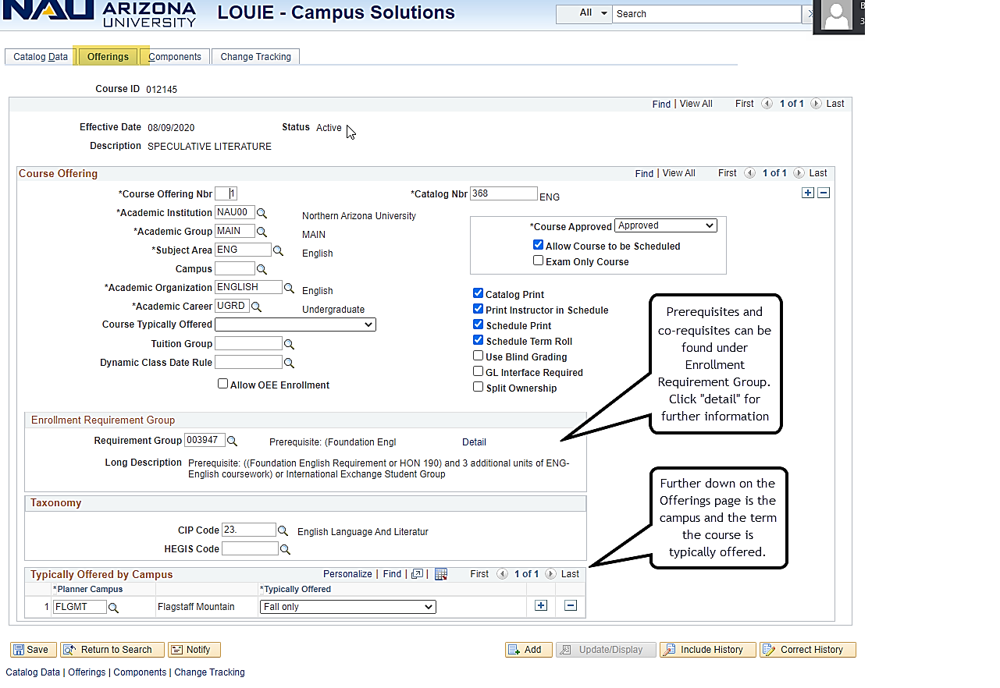 NAU ARIZONA
UNIVERSITY
LOUIE - Campus Solutions
All Search
Catalog Data Offerings Components Change Tracking
Course ID 012145
Find | View All First 1 of 1 Last
Effective Date 08/09/2020 Status Active
Description SPECULATIVE LITERATURE
Course Offering Find | View All First 1 of 1 Last
*Course Offering Nbr 1 *Catalog Nbr 368 ENG
*Academic Institution NAU00 Northern Arizona University
*Academic Group MAIN MAIN
*Course Approved Approved
*Subject Area ENG English
Allow Course to be Scheduled
Exam Only Course
Campus
*Academic Organization ENGLISH English
*Academic Career UGRD Undergraduate
Course Typically Offered
Tuition Group
Dynamic Class Date Rule
Allow OEE Enrollment
Catalog Print
Print Instructor in Schedule
Schedule Print
Schedule Term Roll
Use Blind Grading
GL Interface Required
Split Ownership
Prerequisites and
co-requisites can be
found under
Enrollment
Requirement Group.
Click "detail" for
further information
Enrollment Requirement Group
Requirement Group 003947 Prerequisite: (Foundation Engl Detail
Long Description Prerequisite: ((Foundation English Requirement or HON 190) and 3 additional units of ENG-
English coursework) or International Exchange Student Group
Further down on the
Offerings page is the
campus and the term
the course is
typically offered.
Taxonomy
CIP Code 23. English Language And Literatur
HEGIS Code
Typically Offered by Campus Personalize | Find | | First 1 of 1 Last
*Planner Campus *Typically Offered
1 FLGMT Flagstaff Mountain Fall only
Save Return to Search Notify Add Update/Display Include History Correct History
Catalog Data | Offerings | Components | Change Tracking